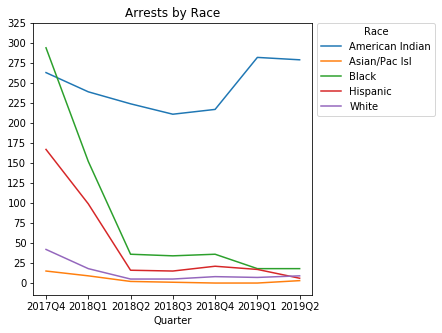 Arrests by Race
325
300
275
250
225
200
175
150
125
100
75
50
25
0
2017Q4 2018Q1 2018Q2 2018Q3 2018Q4 2019Q1 2019Q2
Quarter
Race
American Indian
Asian/Pac Isl
Black
Hispanic
White